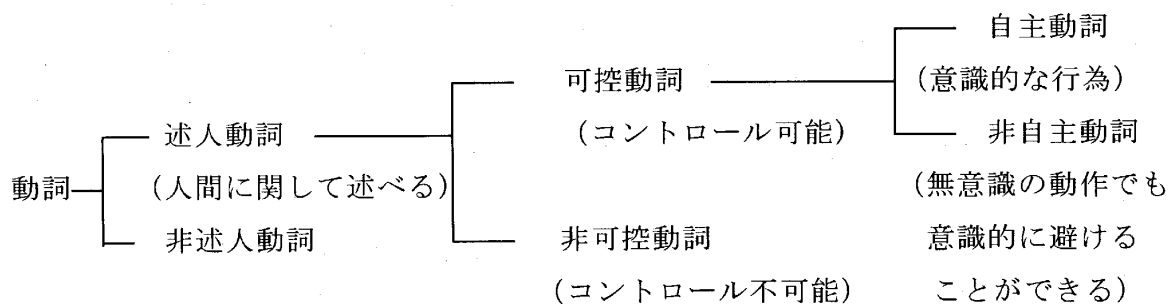 自主動詞
可控動詞
(意識的な行為)
述人動詞
(コントロール可能)
非自主動詞
動詞
(人間に関して述べる)
(無意識の動作でも
非述人動詞
非可控動詞
意識的に避ける
(コントロール不可能)
ことができる)